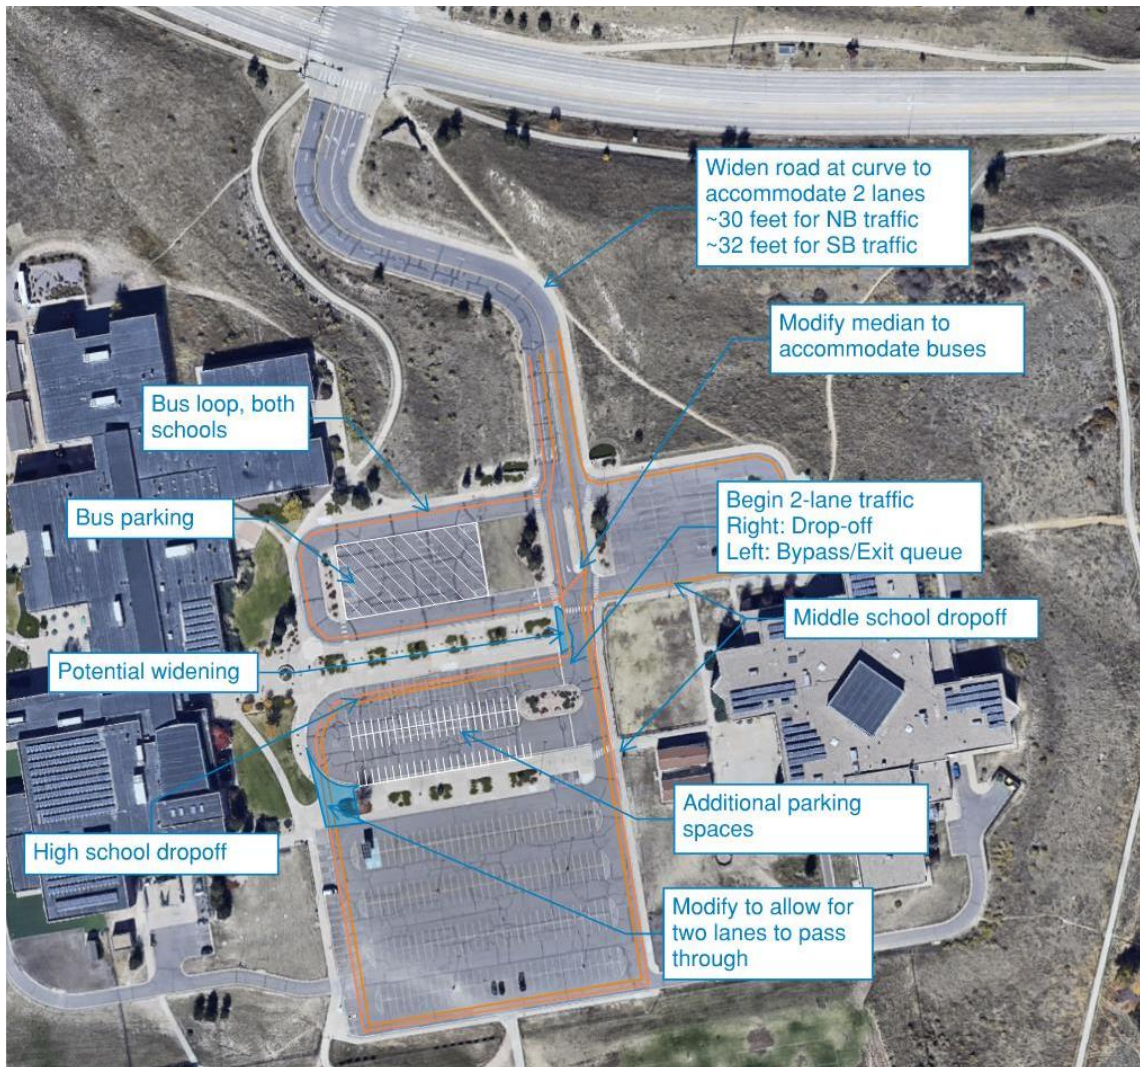 Widen road at curve to
accommodate 2 lanes
~30 feet for NB traffic
~32 feet for SB traffic
Modify median to
accommodate buses
Bus loop, both
schools
Bus parking
Begin 2-lane traffic
Right: Drop-off
Left: Bypass/Exit queue
Middle school dropoff
Potential widening
Additional parking
spaces
High school dropoff
Modify to allow for
two lanes to pass
through